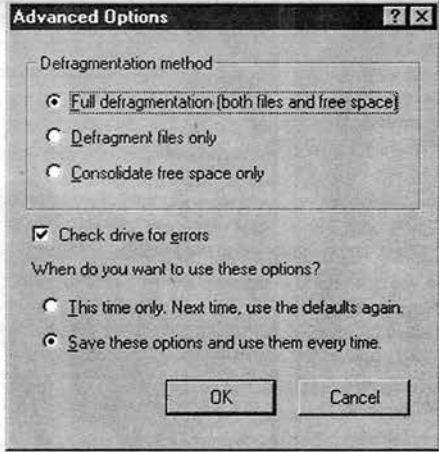 Advanced Options
Defragmentation method
Full defragmentation (both files and free space)
Defragment files only
Consolidate free space only
Check drive for errors
When do you want to use these options?
This time only. Next time, use the defaults again.
Save these options and use them every time.
OK
Cancel